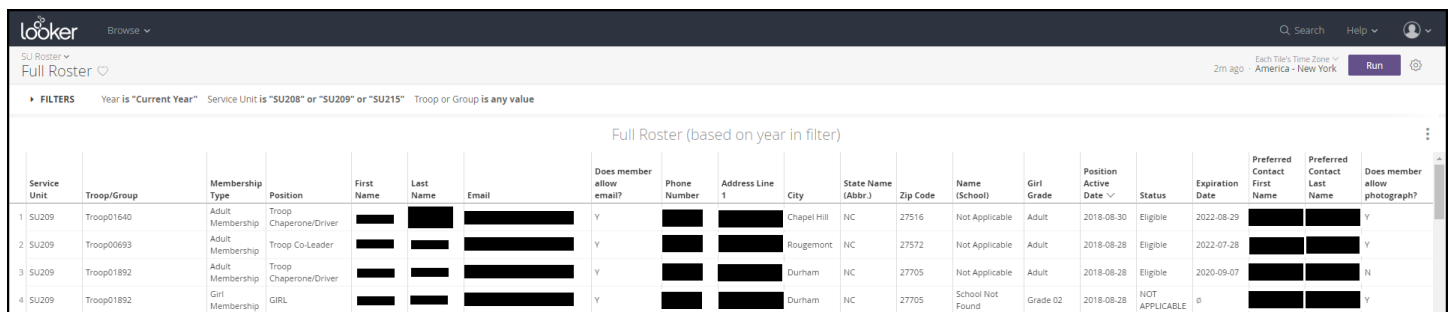 looker Browse Search Help
SU Roster
Full Roster
Each Tile's Time Zone
2m ago · America - New York Run
FILTERS Year is "Current Year" Service Unit is "SU208" or "SU209" or "SU215" Troop or Group is any value
Full Roster (based on year in filter)
Service Unit Troop/Group Membership Type Position First Name Last Name Email Does member allow email? Phone Number Address Line 1 City State Name (Abbr.) Zip Code Name (School) Girl Grade Position Active Date Status Expiration Date Preferred Contact First Name Preferred Contact Last Name Does member allow photograph?
1 SU209 Troop01640 Adult Membership Troop Chaperone/Driver Y Chapel Hill NC 27516 Not Applicable Adult 2018-08-30 Eligible 2022-08-29 Y
2 SU209 Troop00693 Adult Membership Troop Co-Leader Y Rougemont NC 27572 Not Applicable Adult 2018-08-28 Eligible 2022-07-28 Y
3 SU209 Troop01892 Adult Membership Troop Chaperone/Driver Y Durham NC 27705 Not Applicable Adult 2018-08-28 Eligible 2020-09-07 N
4 SU209 Troop01892 Girl Membership GIRL Y Durham NC 27705 School Not Found Grade 02 2018-08-28 NOT APPLICABLE ø Y